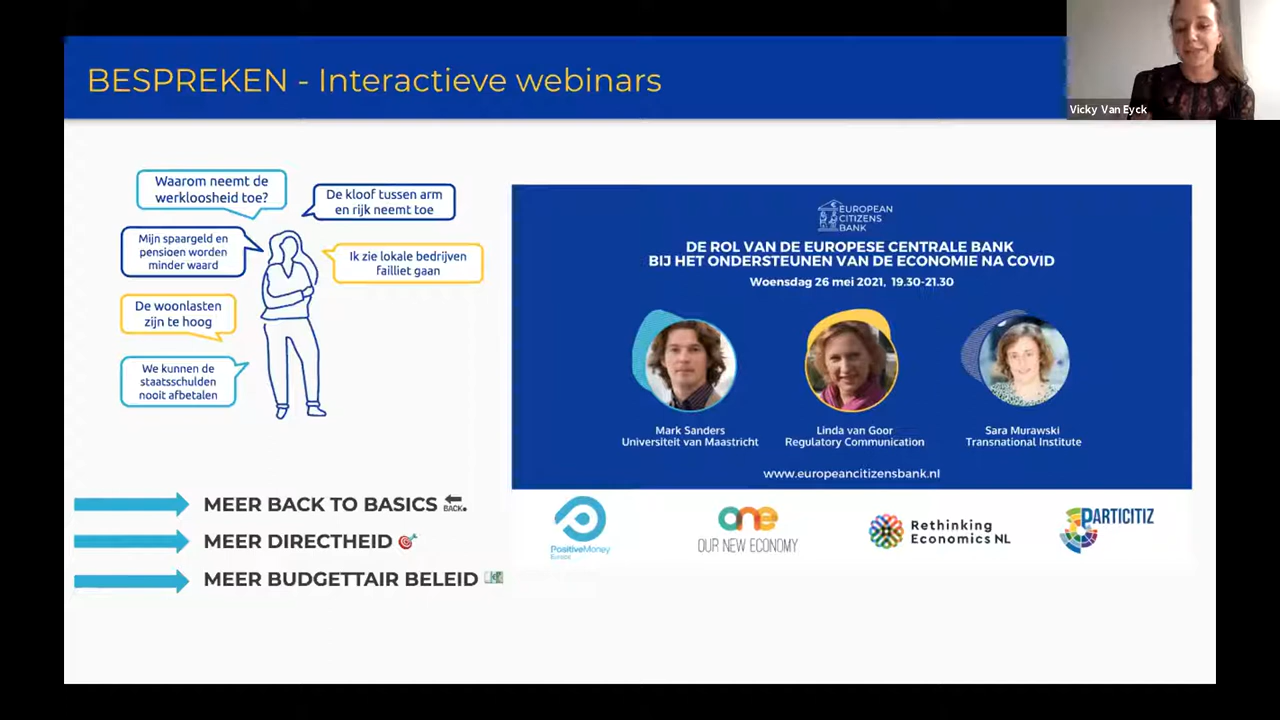 BESPREKEN - Interactieve webinars
Vicky Van Eyck
Waarom neemt de
werkloosheid toe?
De kloof tussen arm
en rijk neemt toe
Mijn spaargeld en
pensioen worden
minder waard
Ik zie lokale bedrijven
failliet gaan
De woonlasten
zijn te hoog
We kunnen de
staatsschulden
nooit afbetalen
EUROPEAN
CITIZENS
BANK
DE ROL VAN DE EUROPESE CENTRALE BANK
BIJ HET ONDERSTEUNEN VAN DE ECONOMIE NA COVID
Woensdag 26 mei 2021, 19.30-21.30
Mark Sanders
Universiteit van Maastricht
Linda van Goor
Regulatory Communication
Sara Murawski
Transnational Institute
www.europeancitizensbank.nl
MEER BACK TO BASICS BACK.
MEER DIRECTHEID
MEER BUDGETTAIR BELEID
PositiveMoney
Europe
one
OUR NEW ECONOMY
Rethinking
Economics NL
PARTICITIZ